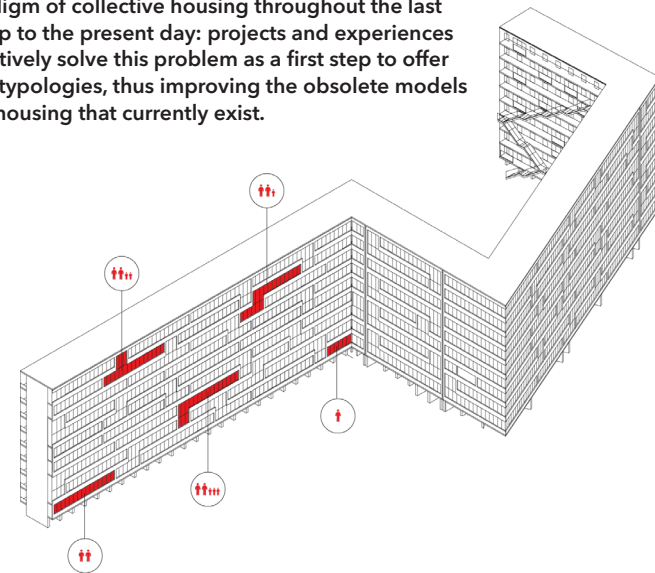 digm of collective housing throughout the last
p to the present day: projects and experiences
tively solve this problem as a first step to offer
typologies, thus improving the obsolete models
housing that currently exist.